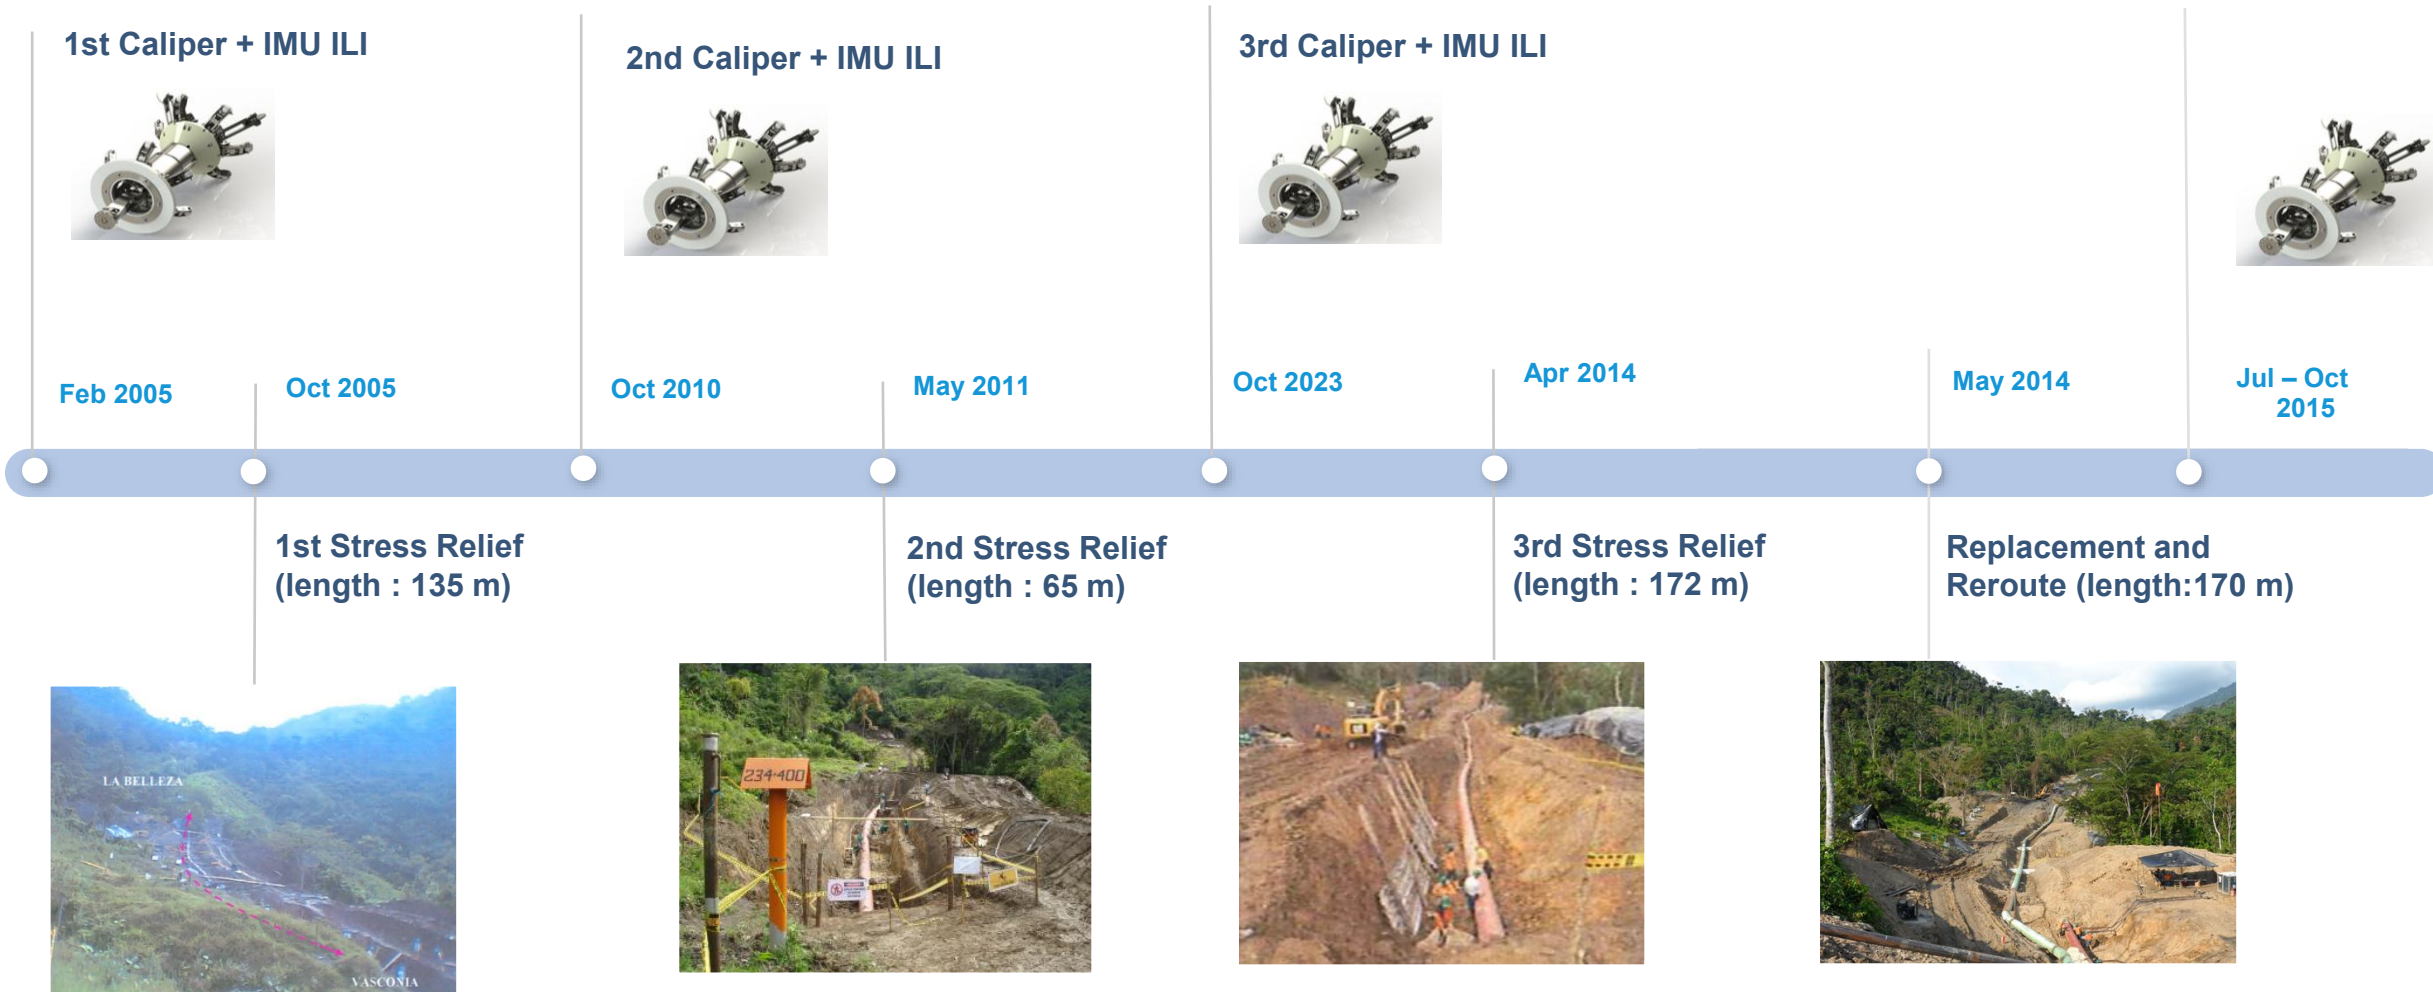 1st Caliper + IMU ILI
2nd Caliper + IMU ILI
3rd Caliper + IMU ILI
Feb 2005
Oct 2005
Oct 2010
May 2011
Oct 2023
Apr 2014
May 2014
Jul – Oct
2015
1st Stress Relief
(length : 135 m)
2nd Stress Relief
(length : 65 m)
3rd Stress Relief
(length : 172 m)
Replacement and
Reroute (length:170 m)
LA BELLEZA
VASCONIA
234+400